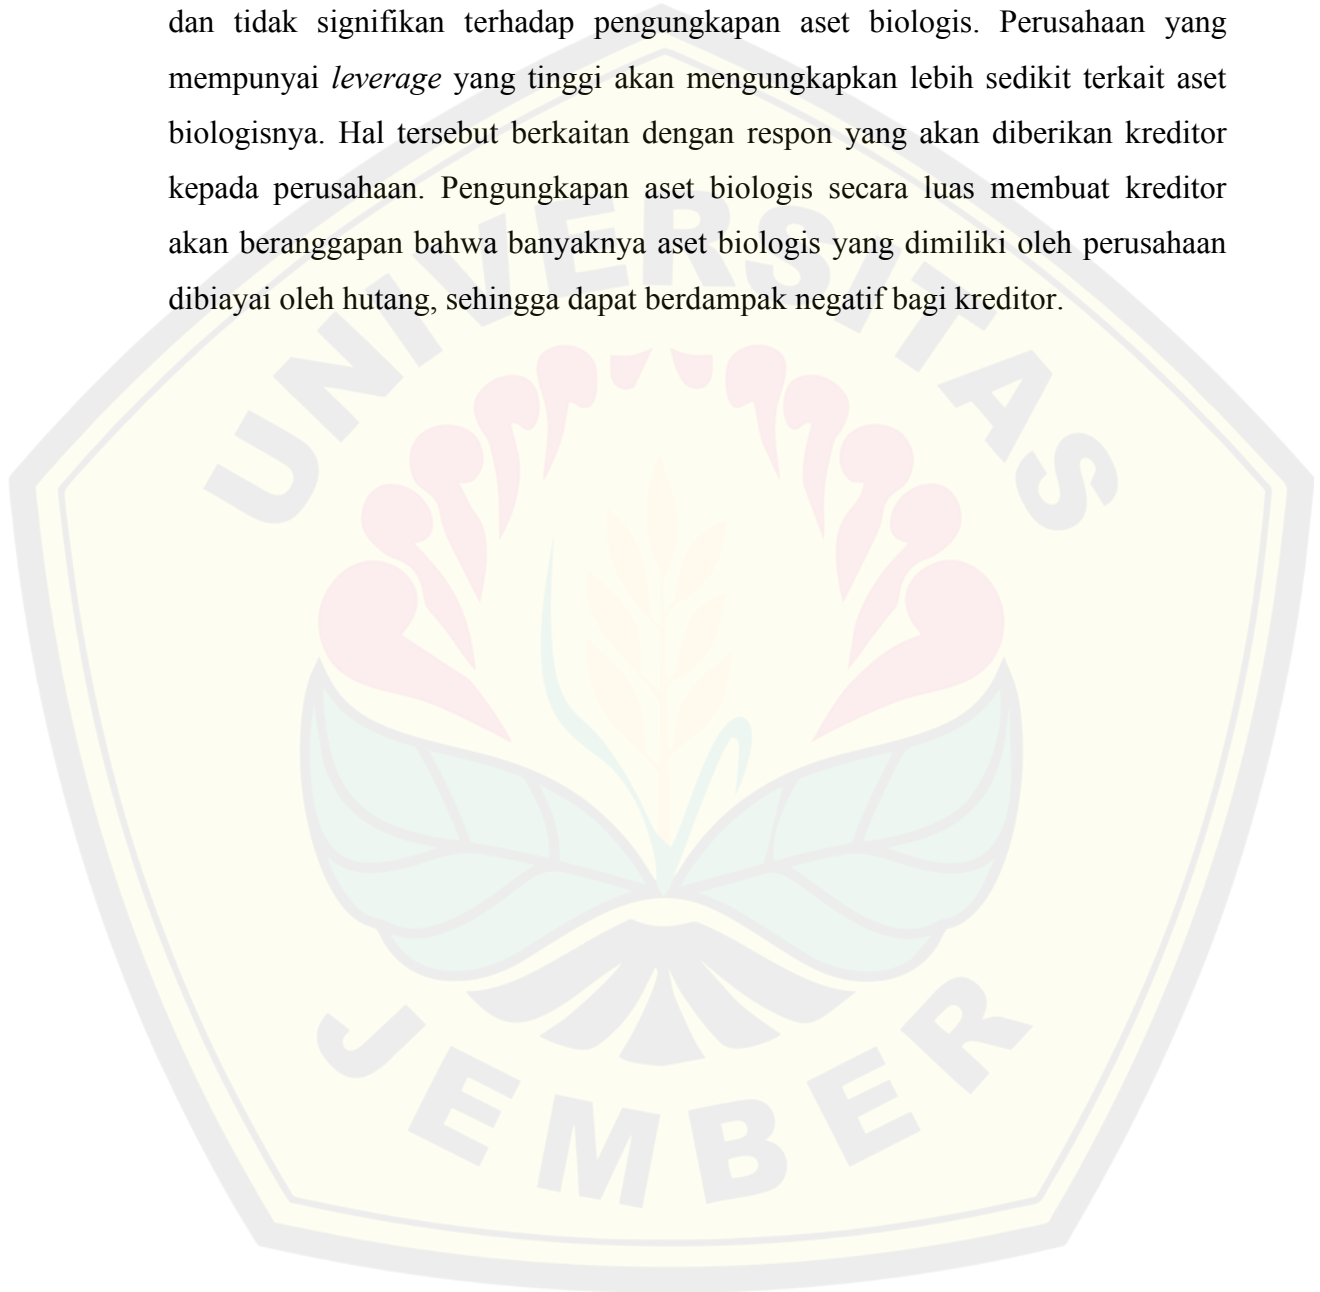 dan tidak signifikan terhadap pengungkapan aset biologis. Perusahaan yang
mempunyai leverage yang tinggi akan mengungkapkan lebih sedikit terkait aset
biologisnya. Hal tersebut berkaitan dengan respon yang akan diberikan kreditor
kepada perusahaan. Pengungkapan aset biologis secara luas membuat kreditor
akan beranggapan bahwa banyaknya aset biologis yang dimiliki oleh perusahaan
dibiayai oleh hutang, sehingga dapat berdampak negatif bagi kreditor.
UNIVERSITAS
JEMBER